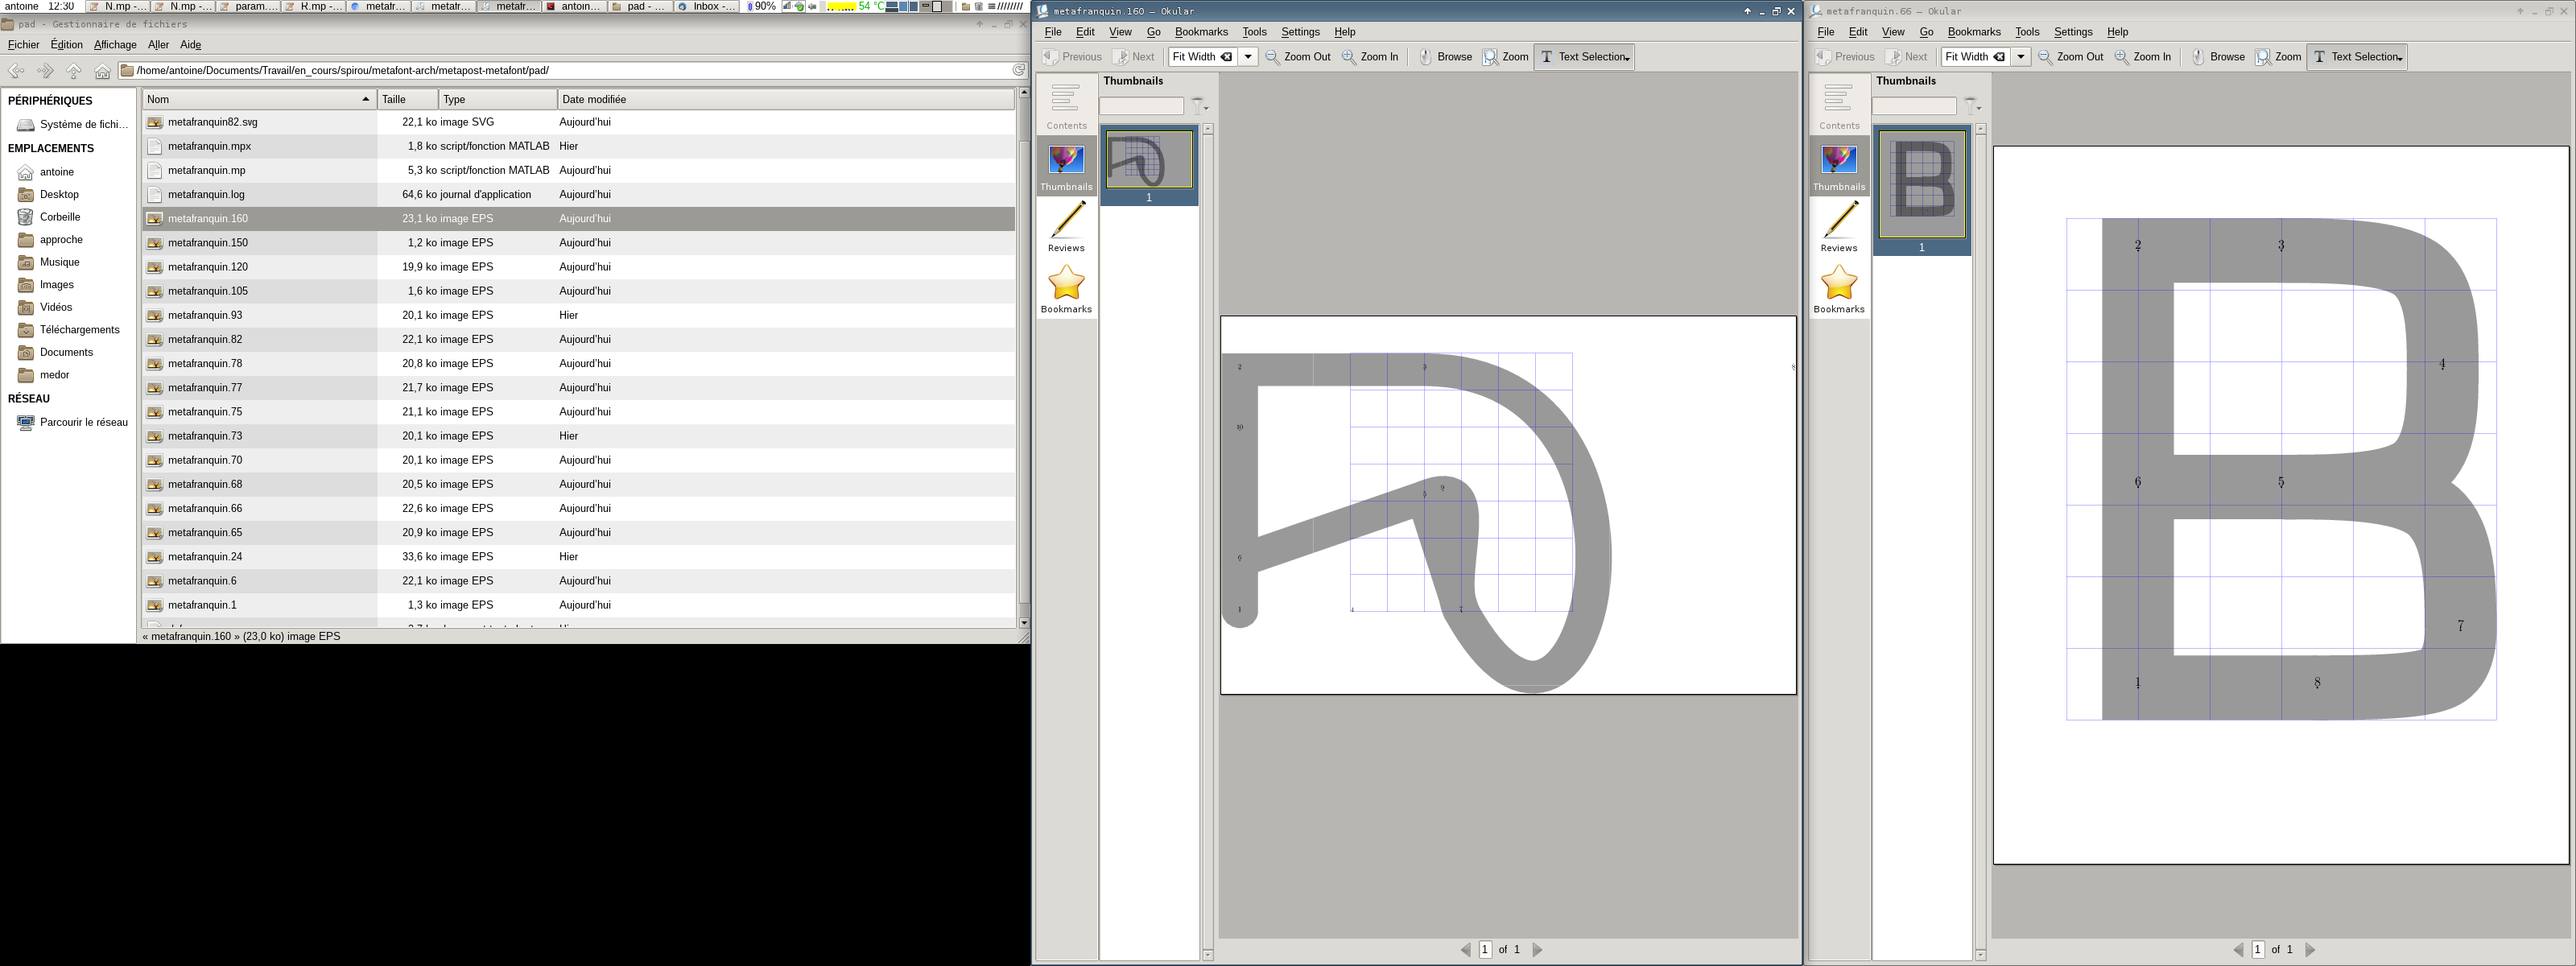 antoine 12:30 N.mp -... N.mp -... param.... R.mp -... metafr... metafr... metafr... antoin... pad - ... Inbox -... 90% 54 °C
pad - Gestionnaire de fichiers
Fichier Édition Affichage Aller Aide
/home/antoine/Documents/Travail/en_cours/spirou/metafont-arch/metapost-metafont/pad/
PÉRIPHÉRIQUES
Système de fichi...
EMPLACEMENTS
antoine
Desktop
Corbeille
approche
Musique
Images
Vidéos
Téléchargements
Documents
medor
RÉSEAU
Parcourir le réseau
Nom Taille Type Date modifiée
metafranquin82.svg 22,1 ko image SVG Aujourd'hui
metafranquin.mpx 1,8 ko script/fonction MATLAB Hier
metafranquin.mp 5,3 ko script/fonction MATLAB Aujourd'hui
metafranquin.log 64,6 ko journal d'application Aujourd'hui
metafranquin.160 23,1 ko image EPS Aujourd'hui
metafranquin.150 1,2 ko image EPS Aujourd'hui
metafranquin.120 19,9 ko image EPS Aujourd'hui
metafranquin.105 1,6 ko image EPS Aujourd'hui
metafranquin.93 20,1 ko image EPS Hier
metafranquin.82 22,1 ko image EPS Aujourd'hui
metafranquin.78 20,8 ko image EPS Aujourd'hui
metafranquin.77 21,7 ko image EPS Aujourd'hui
metafranquin.75 21,1 ko image EPS Aujourd'hui
metafranquin.73 20,1 ko image EPS Hier
metafranquin.70 20,1 ko image EPS Aujourd'hui
metafranquin.68 20,5 ko image EPS Aujourd'hui
metafranquin.66 22,6 ko image EPS Aujourd'hui
metafranquin.65 20,9 ko image EPS Aujourd'hui
metafranquin.24 33,6 ko image EPS Hier
metafranquin.6 22,1 ko image EPS Aujourd'hui
metafranquin.1 1,3 ko image EPS Aujourd'hui
« metafranquin.160 » (23,0 ko) image EPS
metafranquin.160 – Okular
File Edit View Go Bookmarks Tools Settings Help
Previous Next Fit Width Zoom Out Zoom In Browse Zoom Text Selection
Contents
Thumbnails
Reviews
Bookmarks
Thumbnails
1
2 3
10
5 9
6
1 7
1 of 1
metafranquin.66 – Okular
File Edit View Go Bookmarks Tools Settings Help
Previous Next Fit Width Zoom Out Zoom In Browse Zoom Text Selection
Contents
Thumbnails
Reviews
Bookmarks
Thumbnails
B
1
2 3
4
6 5
7
1 8
1 of 1